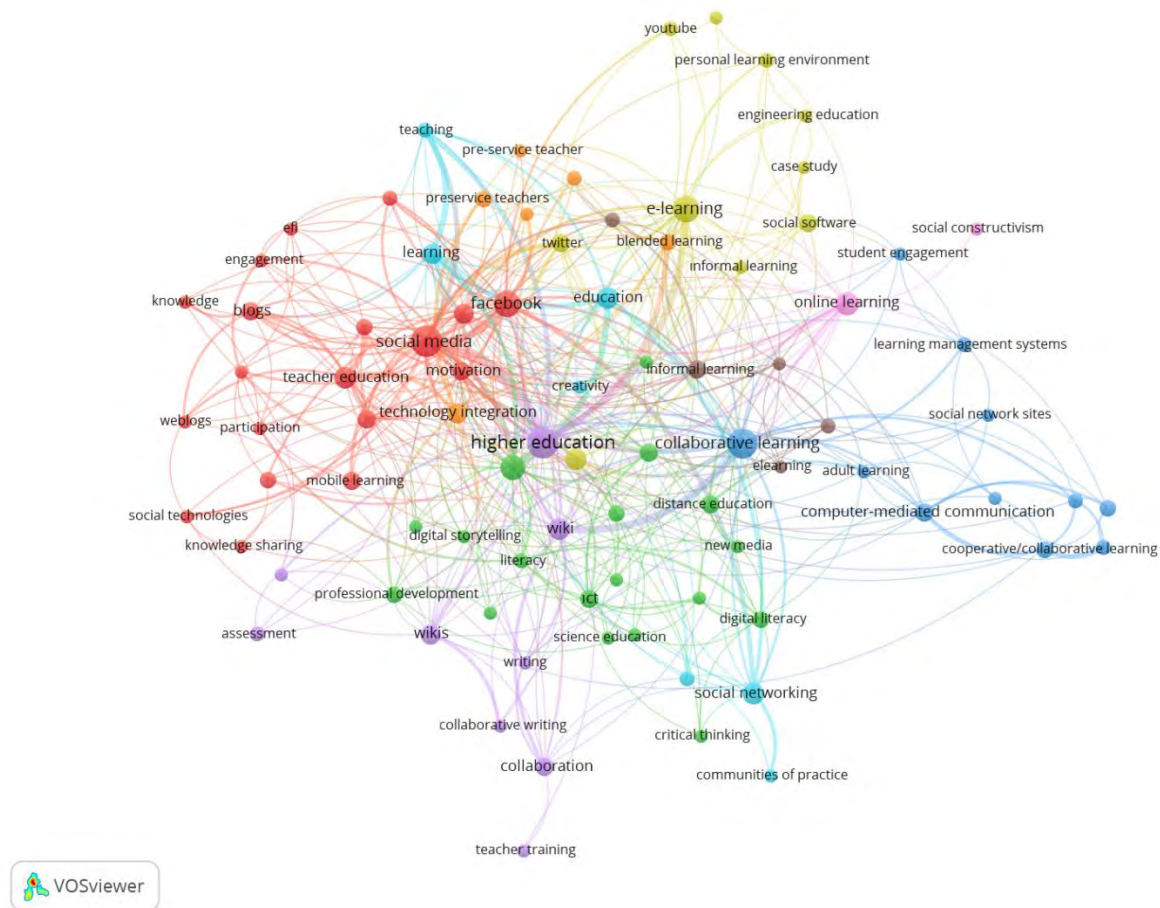 youtube
personal learning environment
engineering education
teaching
pre-service teacher
case study
preservice teachers
e-learning
social software
efl
twitter
blended learning
social constructivism
engagement
learning
informal learning
student engagement
knowledge
blogs
facebook
education
online learning
social media
learning management systems
teacher education
motivation
informal learning
creativity
weblogs
participation
technology integration
social network sites
higher education
collaborative learning
elearning
adult learning
mobile learning
social technologies
distance education
computer-mediated communication
knowledge sharing
digital storytelling
wiki
new media
cooperative/collaborative learning
literacy
professional development
ict
digital literacy
assessment
wikis
science education
writing
social networking
collaborative writing
critical thinking
collaboration
communities of practice
teacher training
VOSviewer